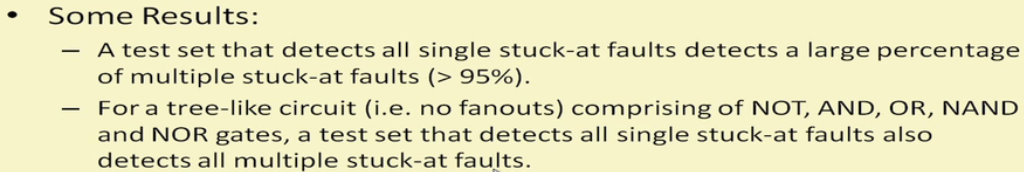 • Some Results:
– A test set that detects all single stuck-at faults detects a large percentage
of multiple stuck-at faults (> 95%).
– For a tree-like circuit (i.e. no fanouts) comprising of NOT, AND, OR, NAND
and NOR gates, a test set that detects all single stuck-at faults also
detects all multiple stuck-at faults.